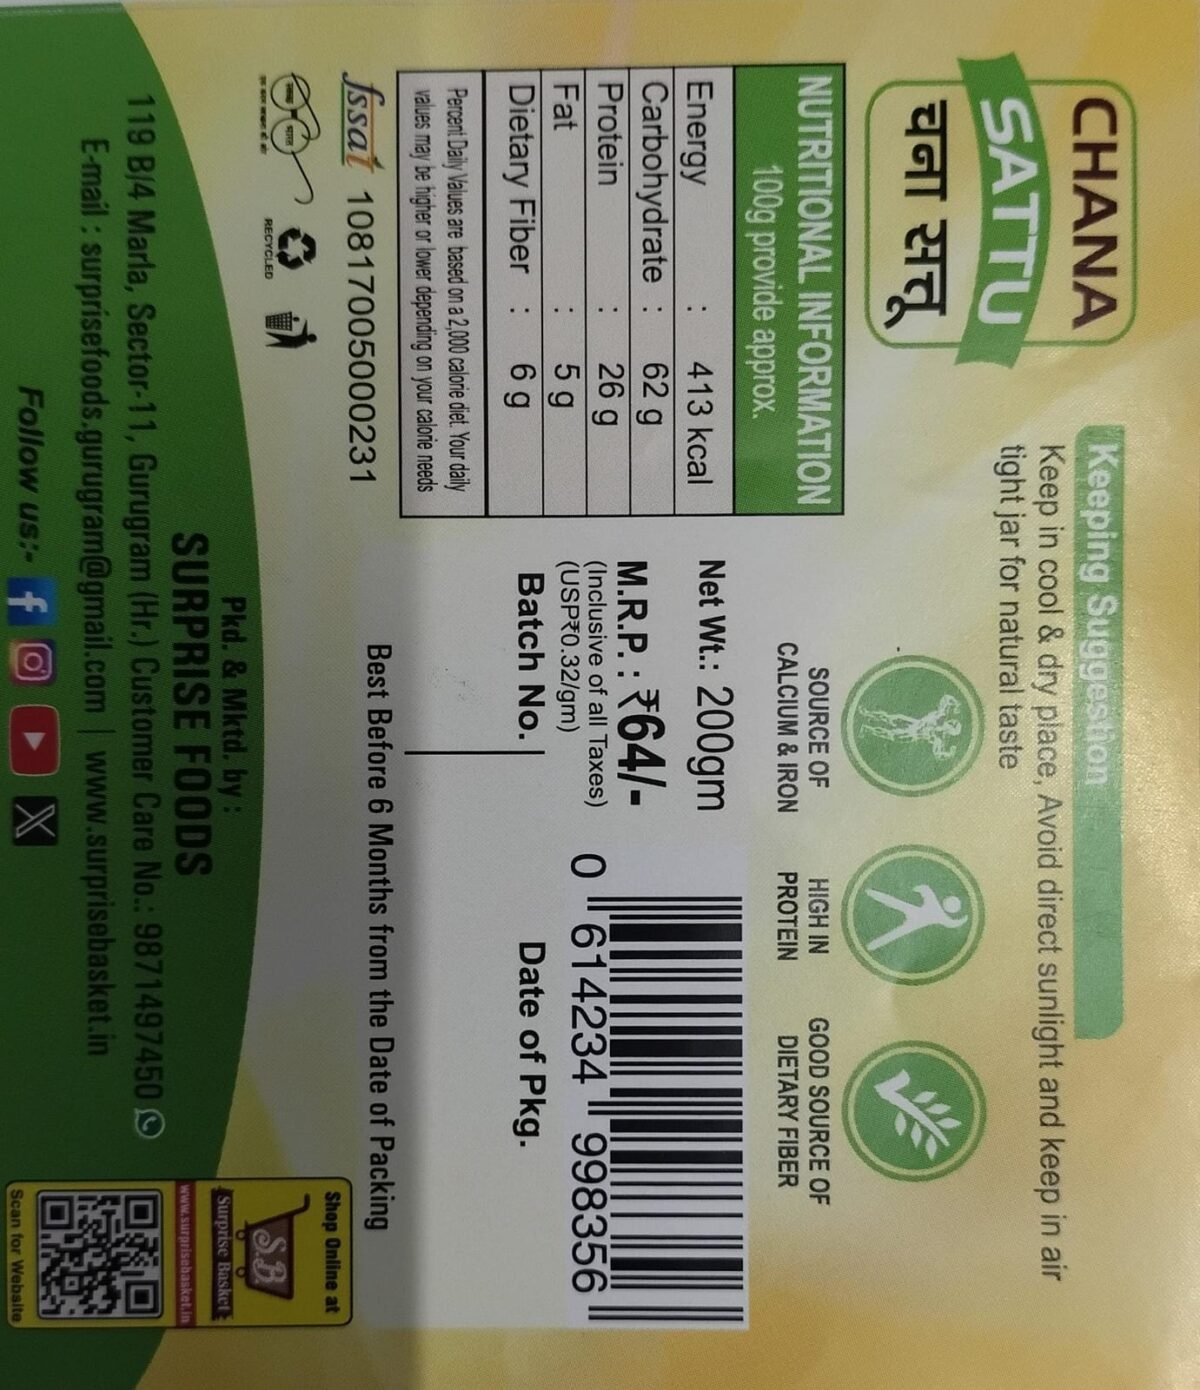 CHANA
SATTU
चना सत्तू
Keeping Suggestion
Keep in cool & dry place, Avoid direct sunlight and keep in air
tight jar for natural taste
NUTRITIONAL INFORMATION
100g provide approx.
Energy : 413 kcal
Carbohydrate : 62 g
Protein : 26 g
Fat : 5 g
Dietary Fiber : 6 g
Percent Daily Values are based on a 2,000 calorie diet. Your daily
values may be higher or lower depending on your calorie needs
SOURCE OF
CALCIUM & IRON
HIGH IN
PROTEIN
GOOD SOURCE OF
DIETARY FIBER
Net Wt.: 200gm
M.R.P. : ₹64/-
(Inclusive of all Taxes)
(USP₹0.32/gm)
0 614234 998356
Batch No.
Date of Pkg.
Best Before 6 Months from the Date of Packing
fssai 10817005000231
RECYCLED
Pkd. & Mktd. by :
SURPRISE FOODS
119 B|4 Marla, Sector-11, Gurugram (Hr.) Customer Care No.: 9871497450
E-mail : surprisefoods.gurugram@gmail.com | www.surprisebasket.in
Follow us:-
Shop Online at
S.B.
Surprise Basket
www.surprisebasket.in
Scan for Website